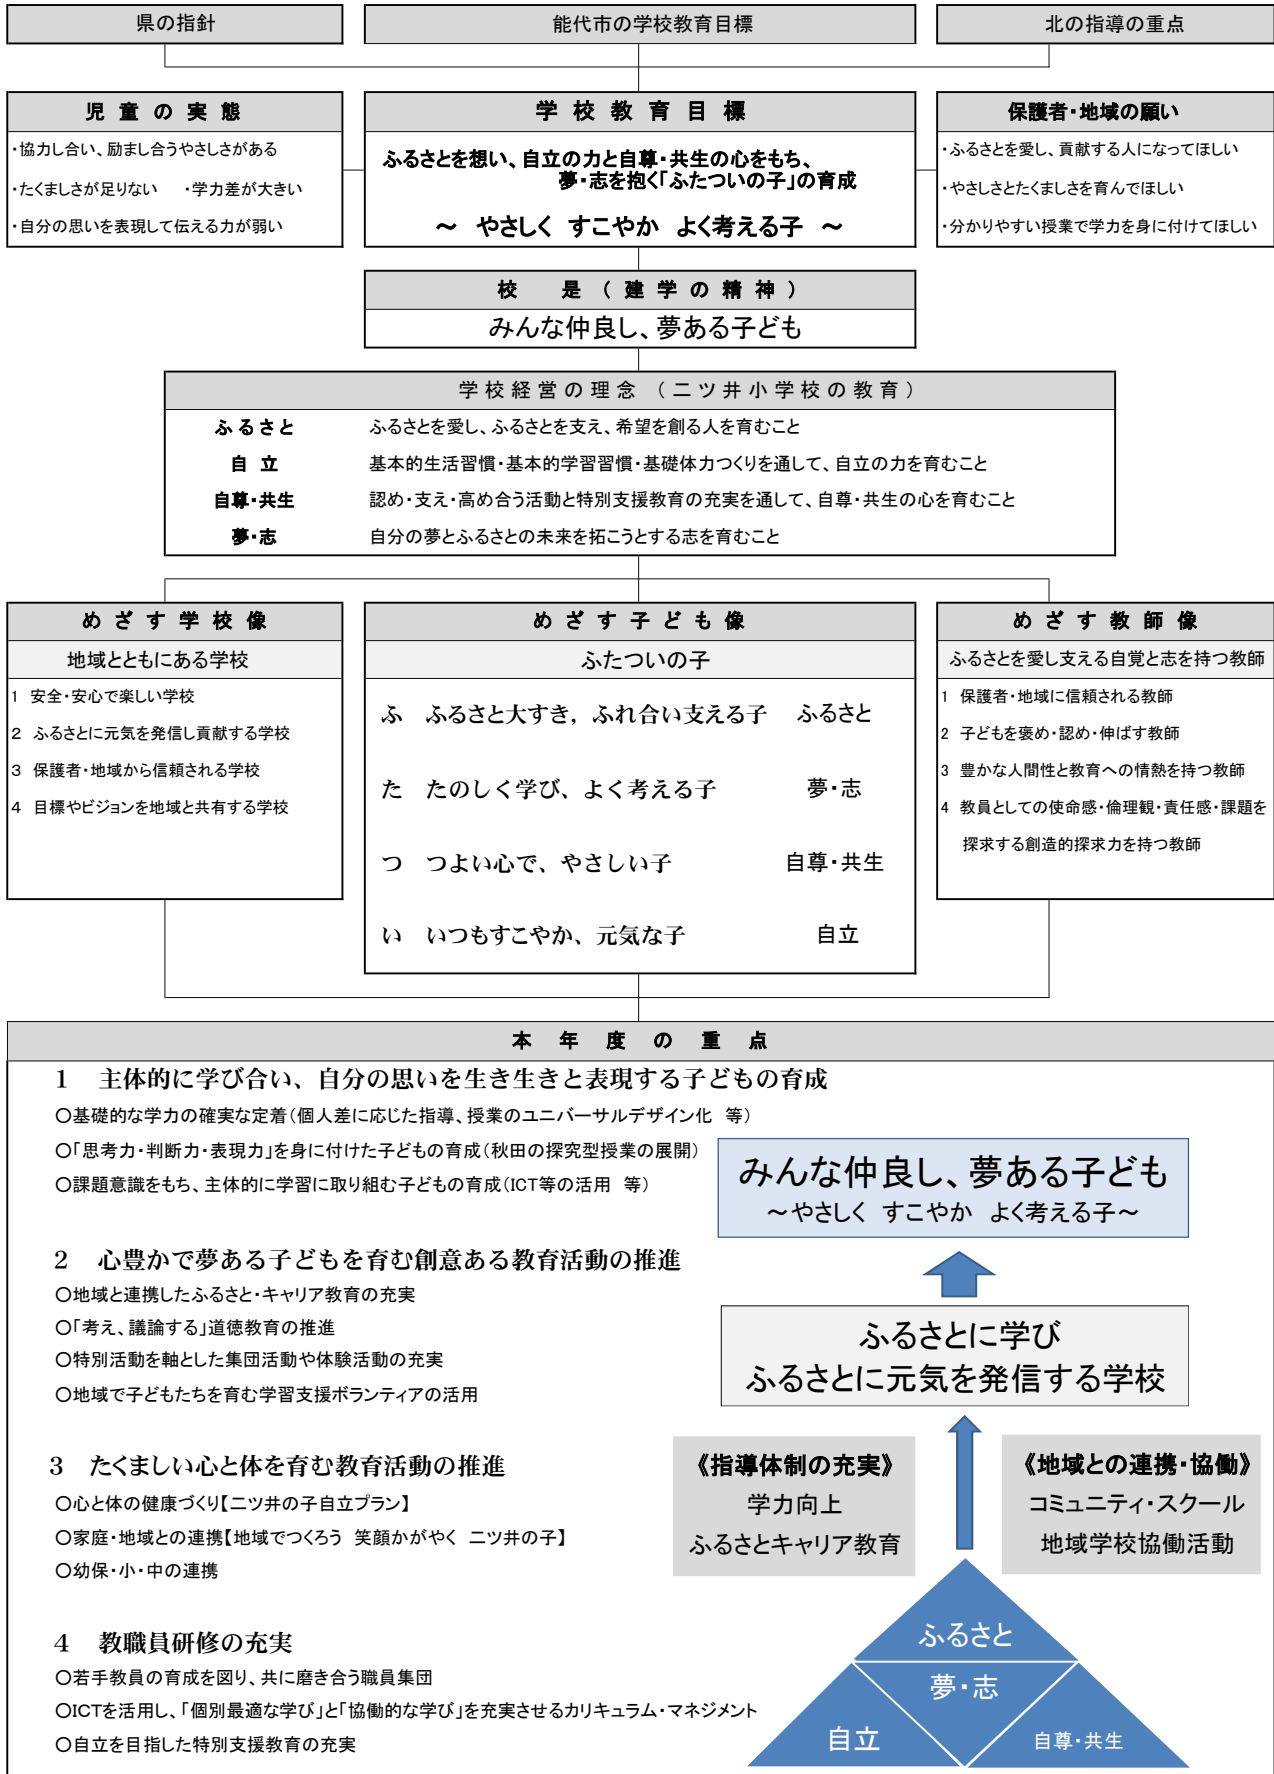 県の指針
能代市の学校教育目標
北の指導の重点
児童の実態
・協力し合い、励まし合うやさしさがある
・たくましさが足りない　・学力差が大きい
・自分の思いを表現して伝える力が弱い
学校教育目標
ふるさとを想い、自立の力と自尊・共生の心をもち、
夢・志を抱く「ふたついの子」の育成
～ やさしく すこやか よく考える子 ～
保護者・地域の願い
・ふるさとを愛し、貢献する人になってほしい
・やさしさとたくましさを育んでほしい
・分かりやすい授業で学力を身に付けてほしい
校　是（建学の精神）
みんな仲良し、夢ある子ども
学校経営の理念（二ツ井小学校の教育）
ふるさと　ふるさとを愛し、ふるさとを支え、希望を創る人を育むこと
自 立　基本的生活習慣・基本的学習習慣・基礎体力つくりを通して、自立の力を育むこと
自尊・共生　認め・支え・高め合う活動と特別支援教育の充実を通して、自尊・共生の心を育むこと
夢・志　自分の夢とふるさとの未来を拓こうとする志を育むこと
めざす学校像
地域とともにある学校
1 安全・安心で楽しい学校
2 ふるさとに元気を発信し貢献する学校
3 保護者・地域から信頼される学校
4 目標やビジョンを地域と共有する学校
めざす子ども像
ふたついの子
ふ　ふるさと大すき，ふれ合い支える子　ふるさと
た　たのしく学び、よく考える子　夢・志
つ　つよい心で、やさしい子　自尊・共生
い　いつもすこやか、元気な子　自立
めざす教師像
ふるさとを愛し支える自覚と志を持つ教師
1 保護者・地域に信頼される教師
2 子どもを褒め・認め・伸ばす教師
3 豊かな人間性と教育への情熱を持つ教師
4 教員としての使命感・倫理観・責任感・課題を
探求する創造的探求力を持つ教師
本年度の重点
1　主体的に学び合い、自分の思いを生き生きと表現する子どもの育成
○基礎的な学力の確実な定着（個人差に応じた指導、授業のユニバーサルデザイン化　等）
○「思考力・判断力・表現力」を身に付けた子どもの育成（秋田の探究型授業の展開）
○課題意識をもち、主体的に学習に取り組む子どもの育成（ICT等の活用　等）
2　心豊かで夢ある子どもを育む創意ある教育活動の推進
○地域と連携したふるさと・キャリア教育の充実
○「考え、議論する」道徳教育の推進
○特別活動を軸とした集団活動や体験活動の充実
○地域で子どもたちを育む学習支援ボランティアの活用
3　たくましい心と体を育む教育活動の推進
○心と体の健康づくり【二ツ井の子自立プラン】
○家庭・地域との連携【地域でつくろう　笑顔かがやく　二ツ井の子】
○幼保・小・中の連携
4　教職員研修の充実
○若手教員の育成を図り、共に磨き合う職員集団
○ICTを活用し、「個別最適な学び」と「協働的な学び」を充実させるカリキュラム・マネジメント
○自立を目指した特別支援教育の充実
みんな仲良し、夢ある子ども
～やさしく すこやか よく考える子～
ふるさとに学び
ふるさとに元気を発信する学校
《指導体制の充実》
学力向上
ふるさとキャリア教育
《地域との連携・協働》
コミュニティ・スクール
地域学校協働活動
ふるさと
夢・志
自立
自尊・共生